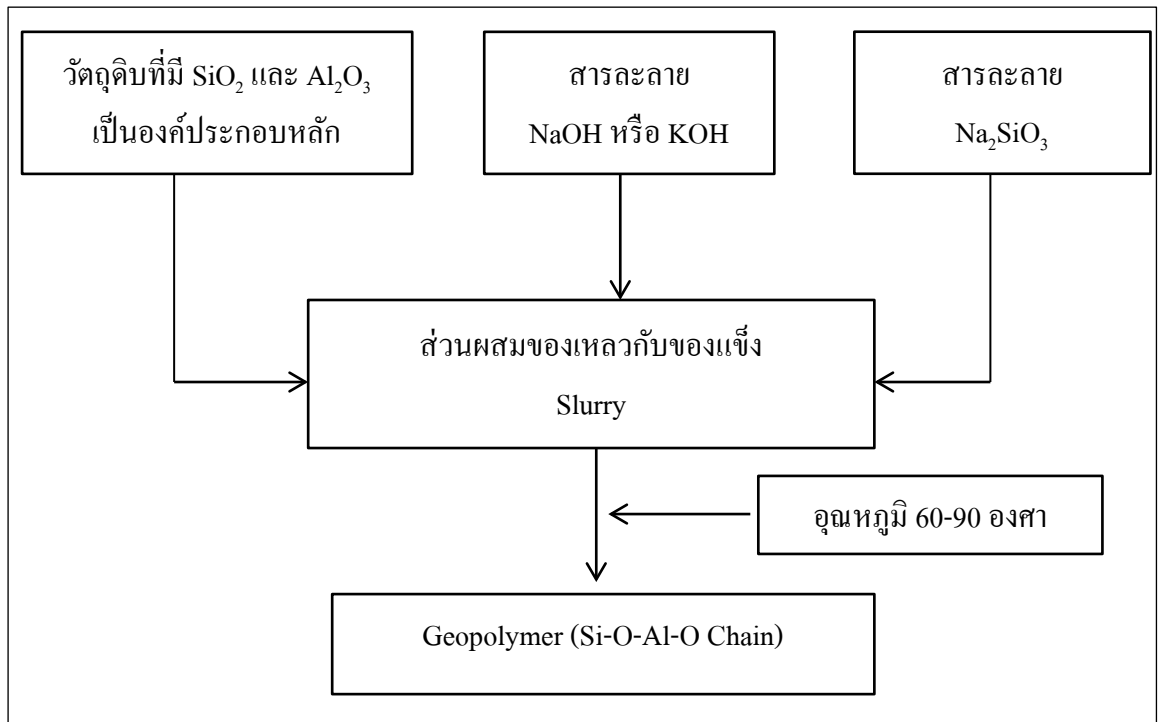 วัตถุดิบที่มี SiO₂ และ Al₂O₃
เป็นองค์ประกอบหลัก
สารละลาย
NaOH หรือ KOH
สารละลาย
Na₂SiO₃
ส่วนผสมของเหลวกับของแข็ง
Slurry
อุณหภูมิ 60-90 องศา
Geopolymer (Si-O-Al-O Chain)